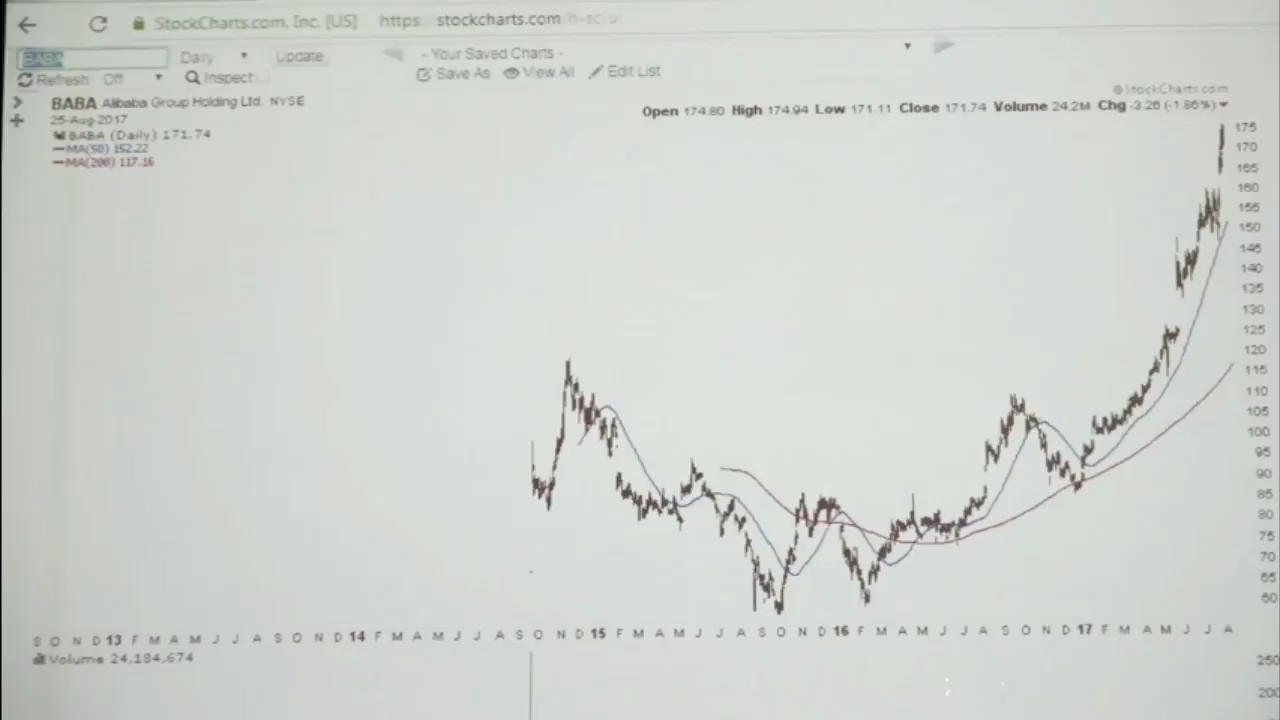 StockCharts.com, Inc. [US] https: stockcharts.com
BABA Daily Update - Your Saved Charts -
Refresh Off Inspect Save As View All Edit List
© StockCharts.com
BABA Alibaba Group Holding Ltd. NYSE
Open 174.80 High 174.94 Low 171.11 Close 171.74 Volume 24.2M Chg -3.26 (-1.86%)
25-Aug-2017
BABA (Daily) 171.74
MA(50) 152.22
MA(200) 117.16
175
170
165
160
155
150
145
140
135
130
125
120
115
110
105
100
95
90
85
80
75
70
65
60
S O N D 13 F M A M J J A S O N D 14 F M A M J J A S O N D 15 F M A M J J A S O N D 16 F M A M J J A S O N D 17 F M A M J J A
Volume 24,184,674
250
200